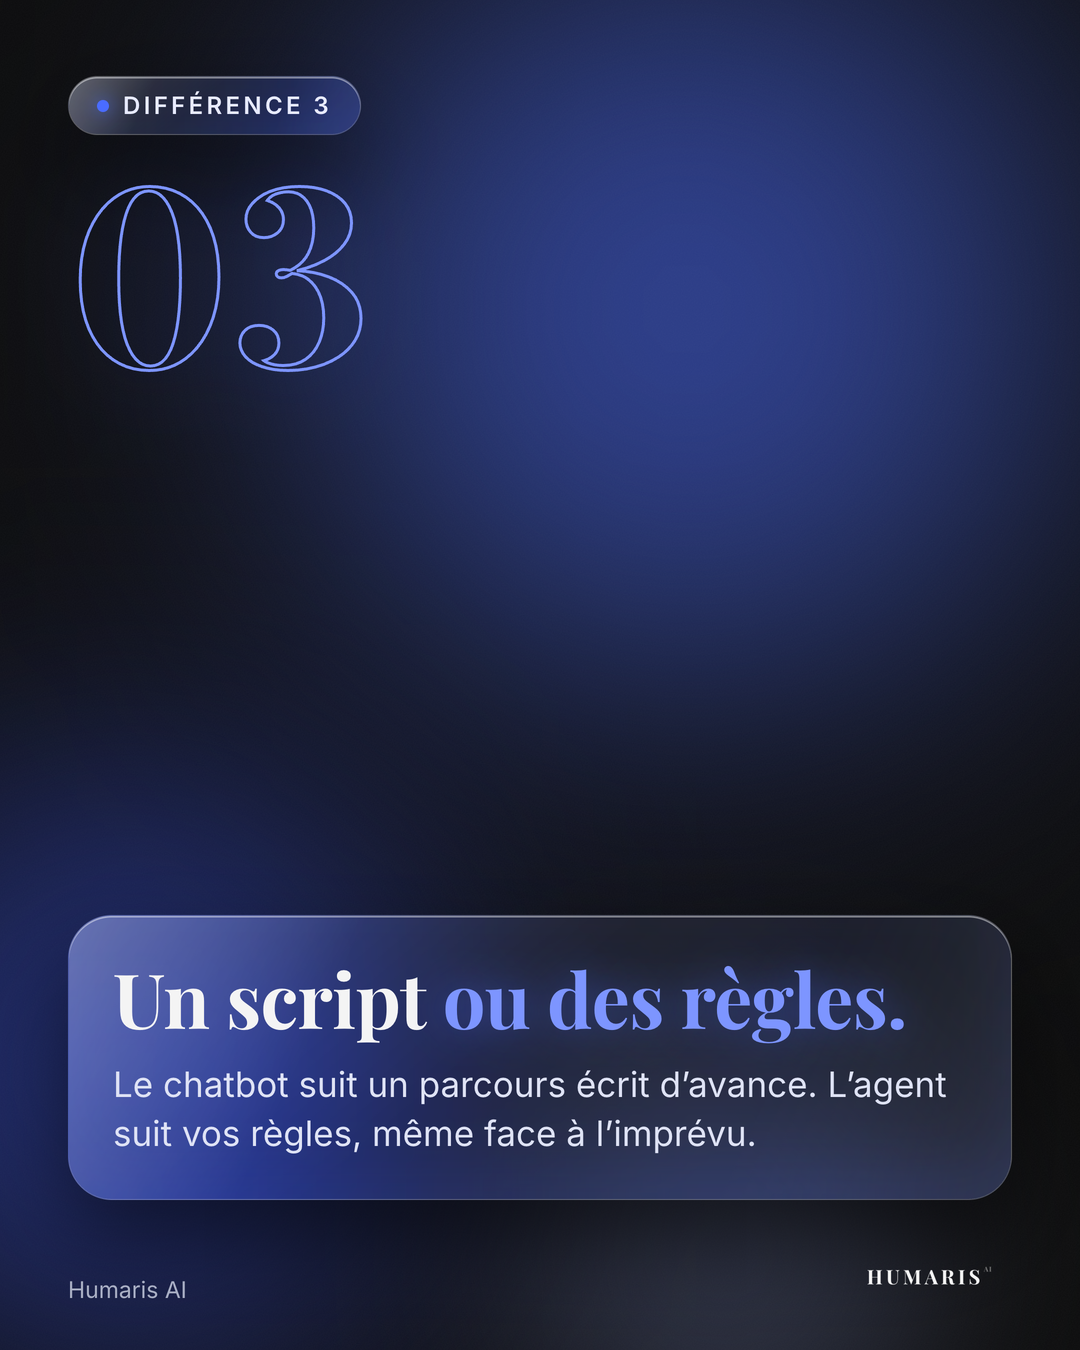 DIFFÉRENCE 3
03
Un script ou des règles.
Le chatbot suit un parcours écrit d’avance. L’agent
suit vos règles, même face à l’imprévu.
Humaris AI
HUMARIS AI